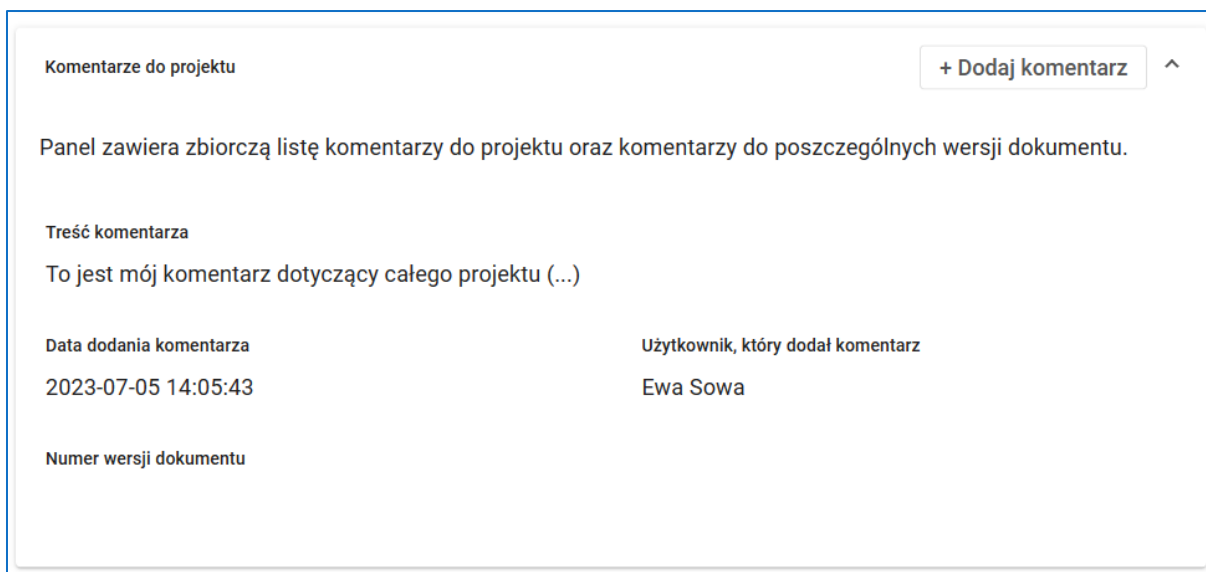 Komentarze do projektu
+ Dodaj komentarz
Panel zawiera zbiorczą listę komentarzy do projektu oraz komentarzy do poszczególnych wersji dokumentu.
Treść komentarza
To jest mój komentarz dotyczący całego projektu (...)
Data dodania komentarza
Użytkownik, który dodał komentarz
2023-07-05 14:05:43
Ewa Sowa
Numer wersji dokumentu